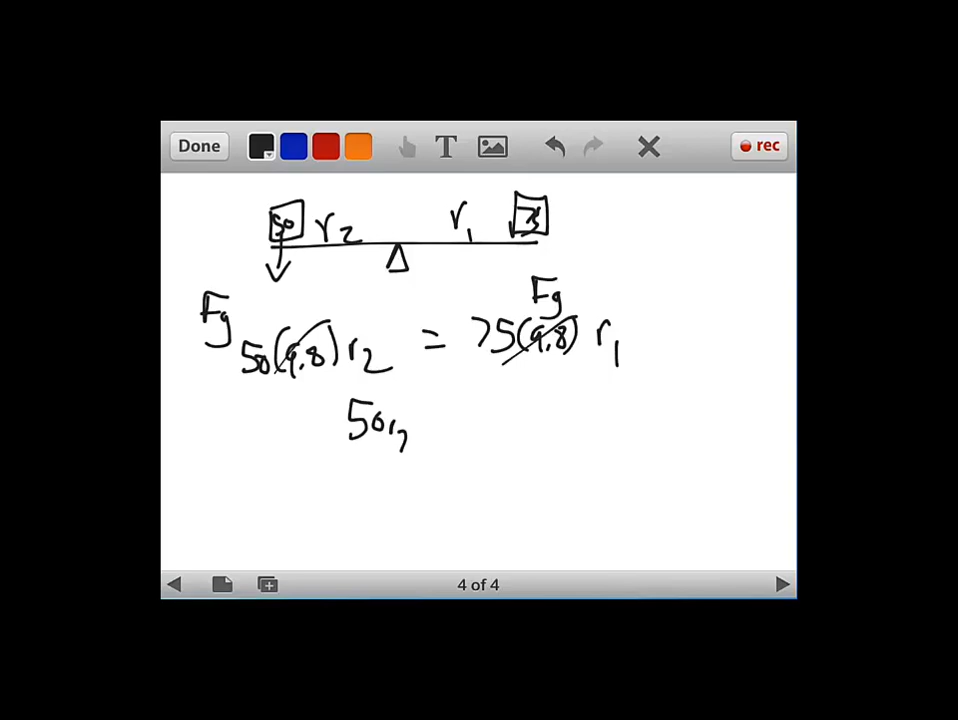 Done T rec
50 r2 r1 75
Δ
Fg
Fg 50(9.8) r2 = 75(9.8) r1
50r2
4 of 4